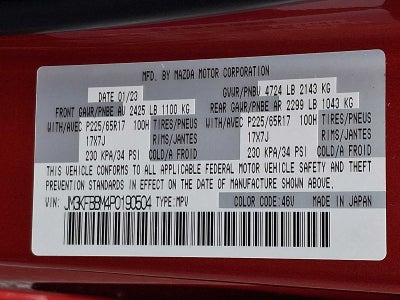 MFD. BY MAZDA MOTOR CORPORATION
DATE 01/23 GVWR/PNBV 4724 LB 2143 KG
FRONT GAWR/PNBE AV 2425 LB 1100 KG REAR GAWR/PNBE AR 2299 LB 1043 KG
WITH/AVEC P225/65R17 100H TIRES/PNEUS WITH/AVEC P225/65R17 100H TIRES/PNEUS
17X7J RIMS/JANTES 17X7J RIMS/JANTES
230 KPA/34 PSI COLD/A FROID 230 KPA/34 PSI COLD/A FROID
THIS VEHICLE CONFORMS TO ALL APPLICABLE FEDERAL MOTOR VEHICLE SAFETY AND THEFT
PREVENTION STANDARDS IN EFFECT ON THE DATE OF MANUFACTURE SHOWN ABOVE.
VIN: JM3KFBBM4P0190504 TYPE:MPV COLOR CODE:46V MADE IN JAPAN